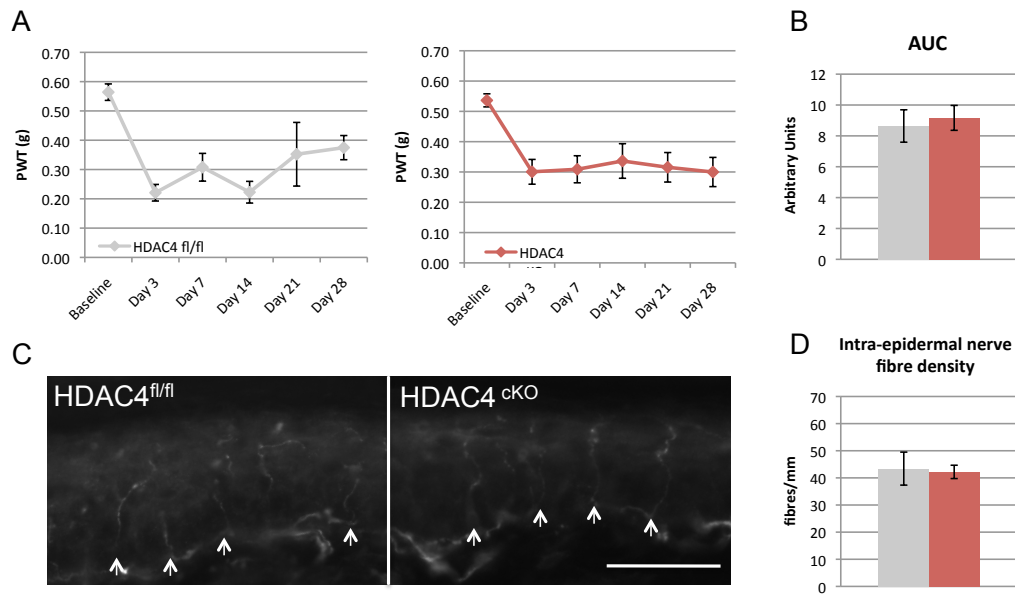 A
PWT (g)
0.70
0.60
0.50
0.40
0.30
0.20
0.10
0.00
HDAC4 fl/fl
Baseline
Day 3
Day 7
Day 14
Day 21
Day 28
PWT (g)
0.70
0.60
0.50
0.40
0.30
0.20
0.10
0.00
HDAC4
Baseline
Day 3
Day 7
Day 14
Day 21
Day 28
B
AUC
Arbitrary Units
12
10
8
6
4
2
0
C
HDAC4fl/fl
HDAC4 cKO
D
Intra-epidermal nerve
fibre density
fibres/mm
70
60
50
40
30
20
10
0